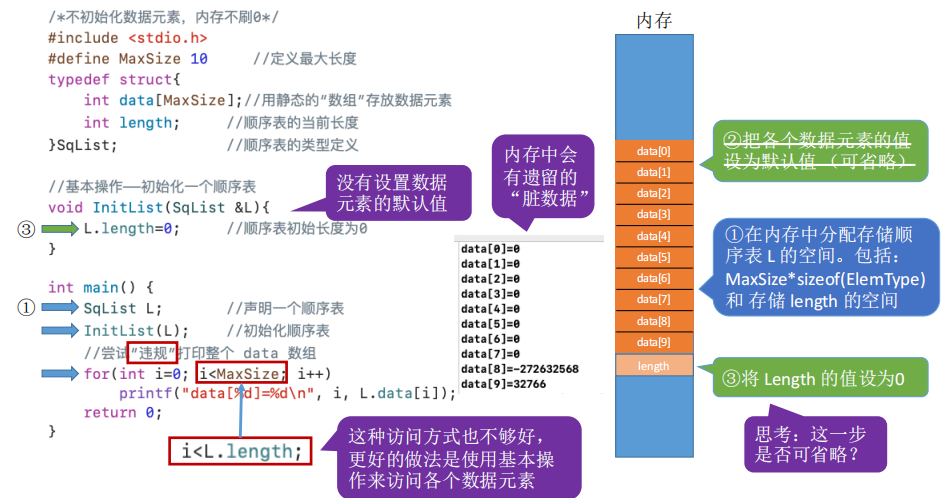 /*不初始化数据元素，内存不刷0*/
#include <stdio.h>
#define MaxSize 10     //定义最大长度
typedef struct{
    int data[MaxSize];//用静态的“数组”存放数据元素
    int length;     //顺序表的当前长度
}SqList;            //顺序表的类型定义
//基本操作——初始化一个顺序表
void InitList(SqList &L){
③
    L.length=0;     //顺序表初始长度为0
}
int main() {
①
    SqList L;       //声明一个顺序表
    InitList(L);    //初始化顺序表
    //尝试“违规”打印整个 data 数组
    for(int i=0; i<MaxSize; i++)
        printf("data[%d]=%d\n", i, L.data[i]);
    return 0;
}
i<L.length;
没有设置数据
元素的默认值
这种访问方式也不够好，
更好的做法是使用基本操
作来访问各个数据元素
内存中会
有遗留的
“脏数据”
data[0]=0
data[1]=0
data[2]=0
data[3]=0
data[4]=0
data[5]=0
data[6]=0
data[7]=0
data[8]=-272632568
data[9]=32766
内存
data[0]
data[1]
data[2]
data[3]
data[4]
data[5]
data[6]
data[7]
data[8]
data[9]
length
②把各个数据元素的值
设为默认值（可省略）
①在内存中分配存储顺
序表 L 的空间。包括：
MaxSize*sizeof(ElemType)
和 存储 length 的空间
③将 Length 的值设为0
思考：这一步
是否可省略？